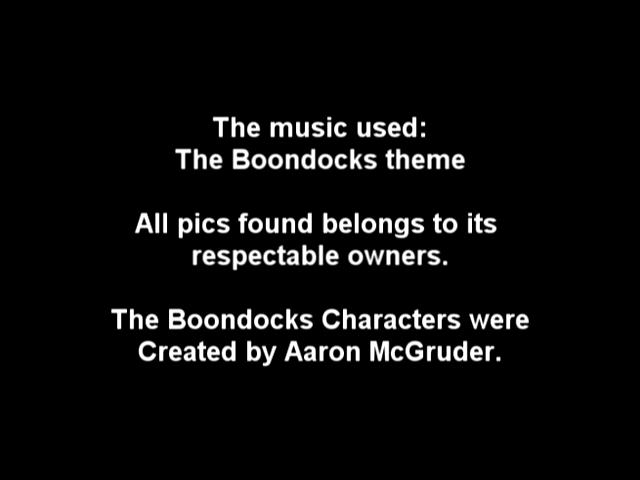 The music used:
The Boondocks theme
All pics found belongs to its
respectable owners.
The Boondocks Characters were
Created by Aaron McGruder.